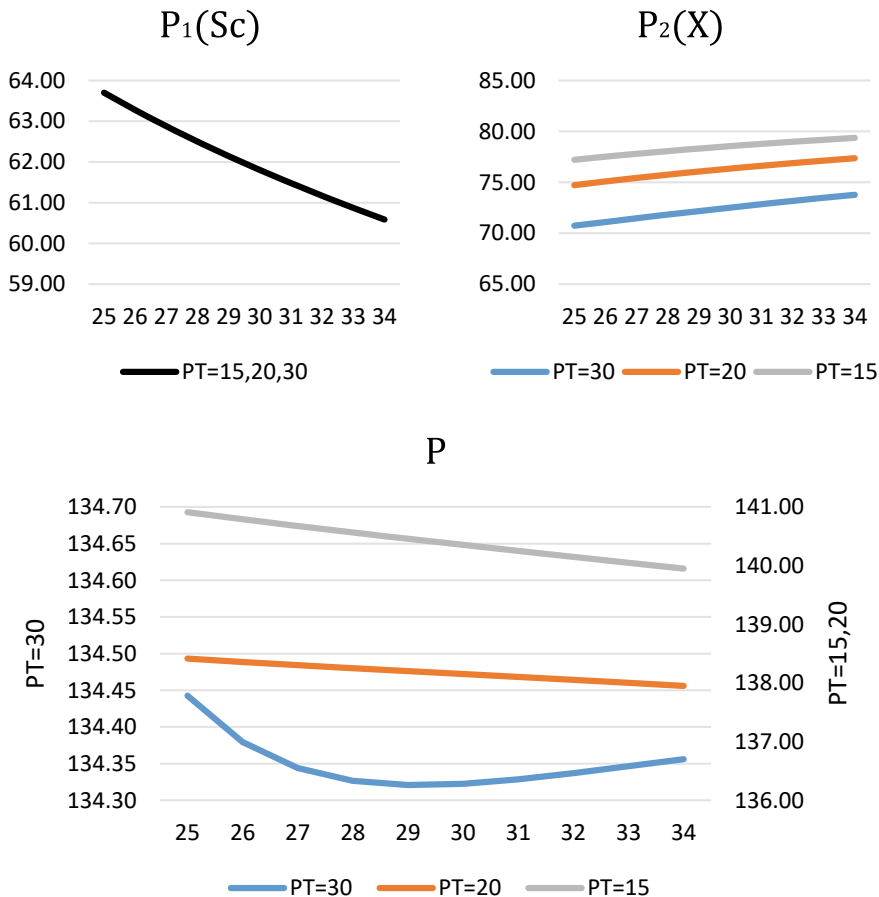 P₁(Sc)
64.00
63.00
62.00
61.00
60.00
59.00
25 26 27 28 29 30 31 32 33 34
PT=15,20,30
P₂(X)
85.00
80.00
75.00
70.00
65.00
25 26 27 28 29 30 31 32 33 34
PT=30 PT=20 PT=15
P
PT=30
134.70
134.65
134.60
134.55
134.50
134.45
134.40
134.35
134.30
141.00
140.00
139.00
138.00
137.00
136.00
PT=15,20
25 26 27 28 29 30 31 32 33 34
PT=30 PT=20 PT=15